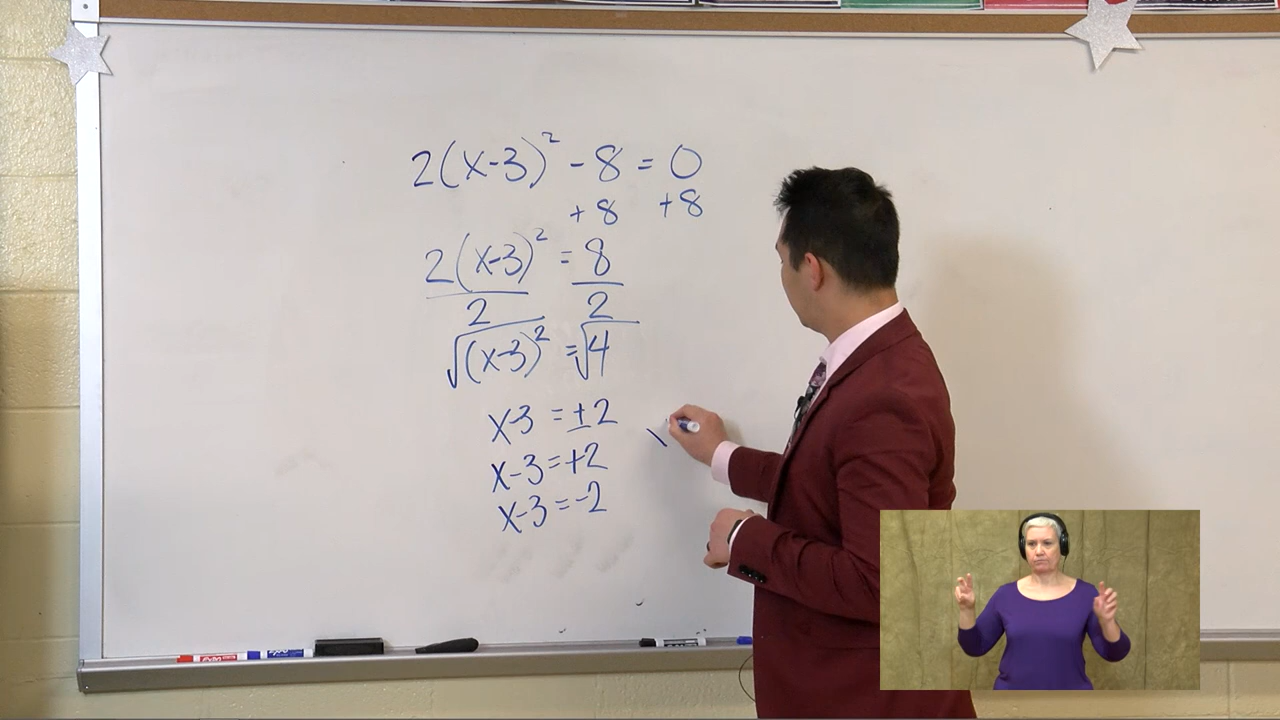 2(x-3)² - 8 = 0
+8 +8
2(x-3)² = 8
2 2
√(x-3)² = √4
x-3 = ±2
x-3 = +2
x-3 = -2